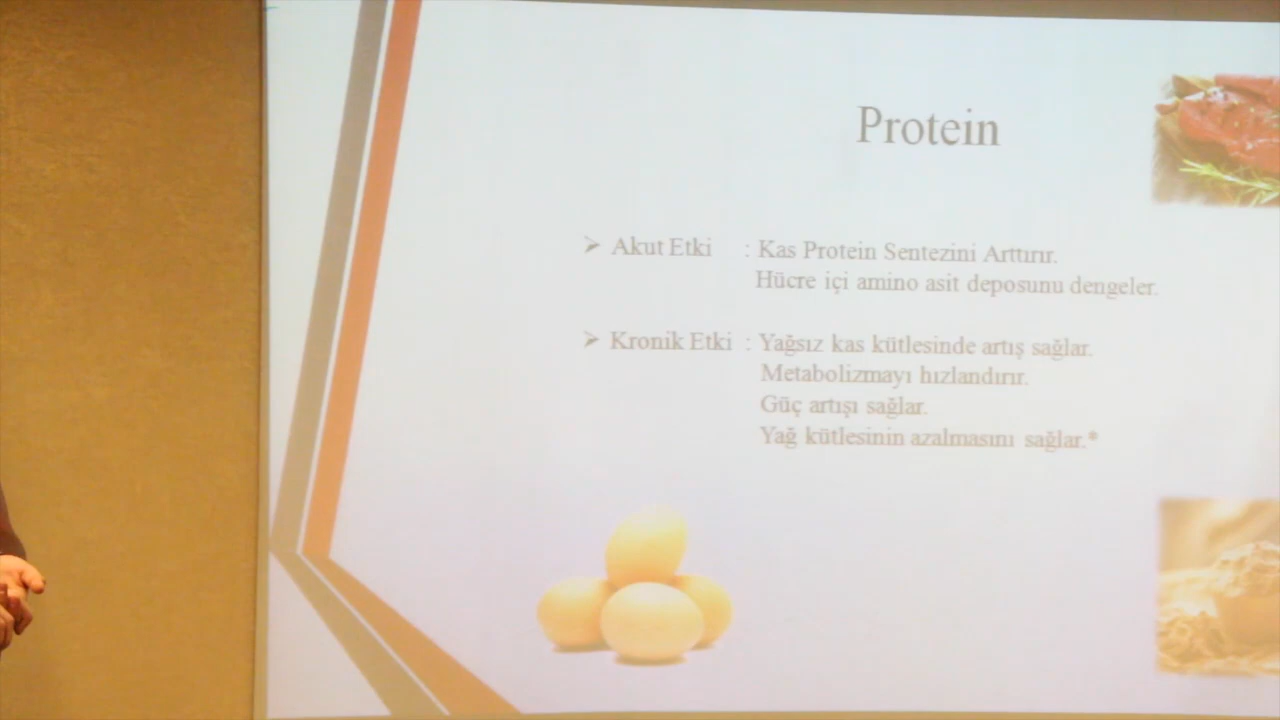 Protein
➢ Akut Etki : Kas Protein Sentezini Arttırır.
Hücre içi amino asit deposunu dengeler.
➢ Kronik Etki : Yağsız kas kütlesinde artış sağlar.
Metabolizmayı hızlandırır.
Güç artışı sağlar.
Yağ kütlesinin azalmasını sağlar.*